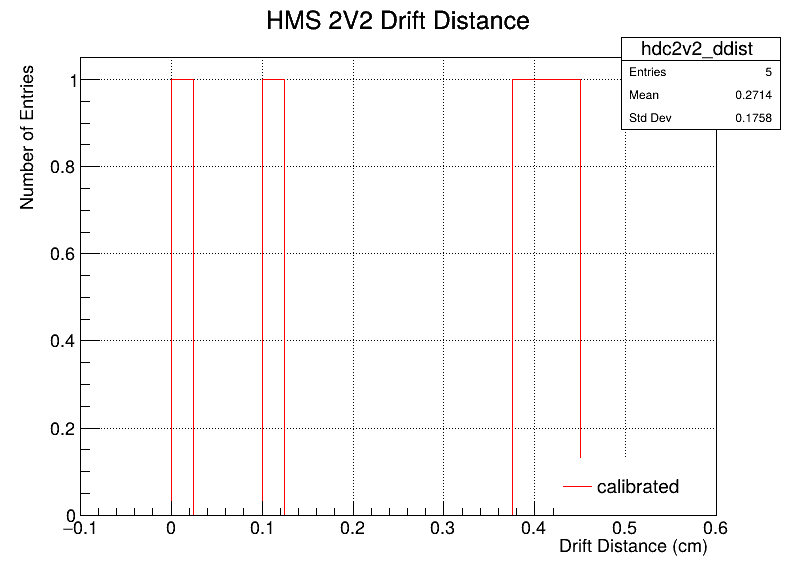 HMS 2V2 Drift Distance
hdc2v2_ddist
Entries 5
Mean 0.2714
Std Dev 0.1758
Number of Entries
1
0.8
0.6
0.4
0.2
0
−0.1 0 0.1 0.2 0.3 0.4 0.5 0.6
calibrated
Drift Distance (cm)